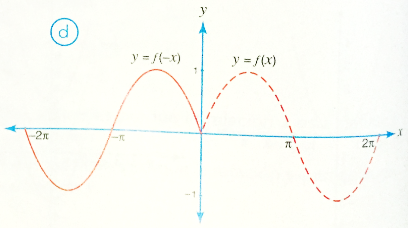 d
y
y = f(-x)
y = f(x)
1
-2π
-π
π
2π
x
-1